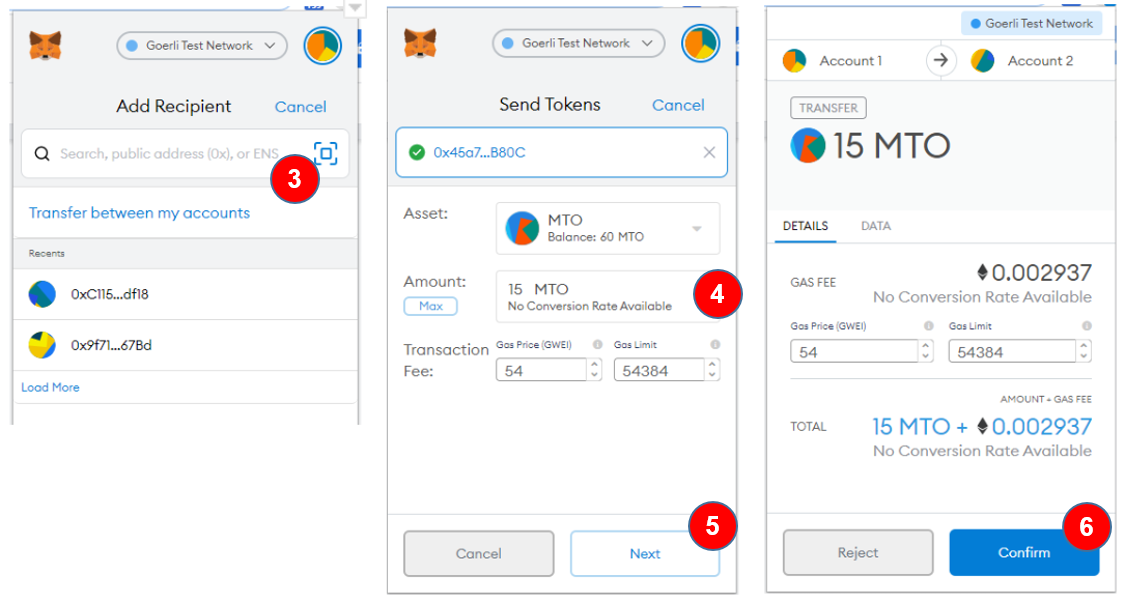 Goerli Test Network
Add Recipient
Cancel
Search, public address (0x), or ENS
3
Transfer between my accounts
Recents
0xC115...df18
0x9f71...67Bd
Load More
Goerli Test Network
Send Tokens
Cancel
0x45a7...B80C
Asset:
MTO
Balance: 60 MTO
Amount:
Max
15 MTO
No Conversion Rate Available
4
Transaction
Fee:
Gas Price (GWEI)
Gas Limit
54
54384
5
Cancel
Next
Goerli Test Network
Account 1
Account 2
TRANSFER
15 MTO
DETAILS
DATA
GAS FEE
0.002937
No Conversion Rate Available
Gas Price (GWEI)
Gas Limit
54
54384
AMOUNT + GAS FEE
TOTAL
15 MTO + 0.002937
No Conversion Rate Available
6
Reject
Confirm